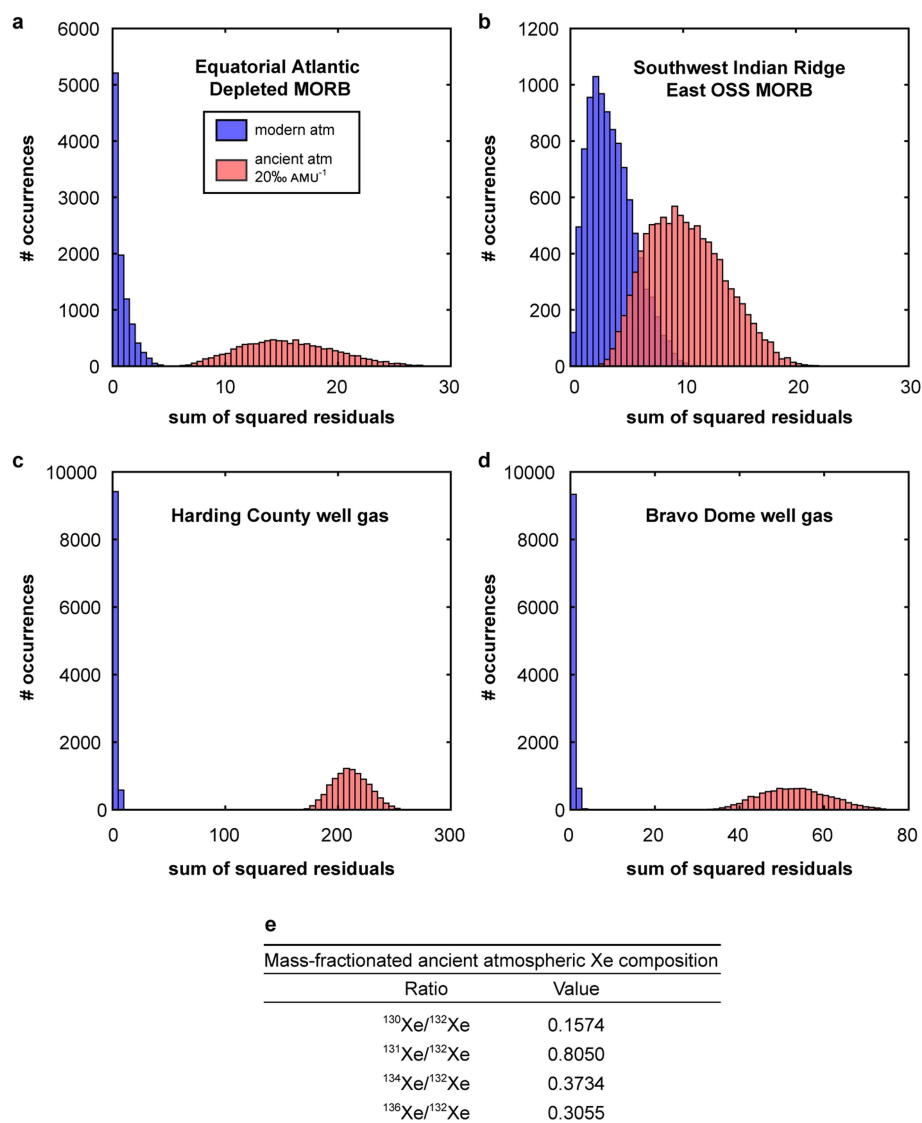 a
6000
5000
4000
3000
2000
1000
0
# occurrences
Equatorial Atlantic
Depleted MORB
modern atm
ancient atm
20‰ AMU⁻¹
0 10 20 30
sum of squared residuals
b
1200
1000
800
600
400
200
0
# occurrences
Southwest Indian Ridge
East OSS MORB
0 10 20 30
sum of squared residuals
c
10000
8000
6000
4000
2000
0
# occurrences
Harding County well gas
0 100 200 300
sum of squared residuals
d
10000
8000
6000
4000
2000
0
# occurrences
Bravo Dome well gas
0 20 40 60 80
sum of squared residuals
e
Mass-fractionated ancient atmospheric Xe composition
Ratio Value
¹³⁰Xe/¹³²Xe 0.1574
¹³¹Xe/¹³²Xe 0.8050
¹³⁴Xe/¹³²Xe 0.3734
¹³⁶Xe/¹³²Xe 0.3055